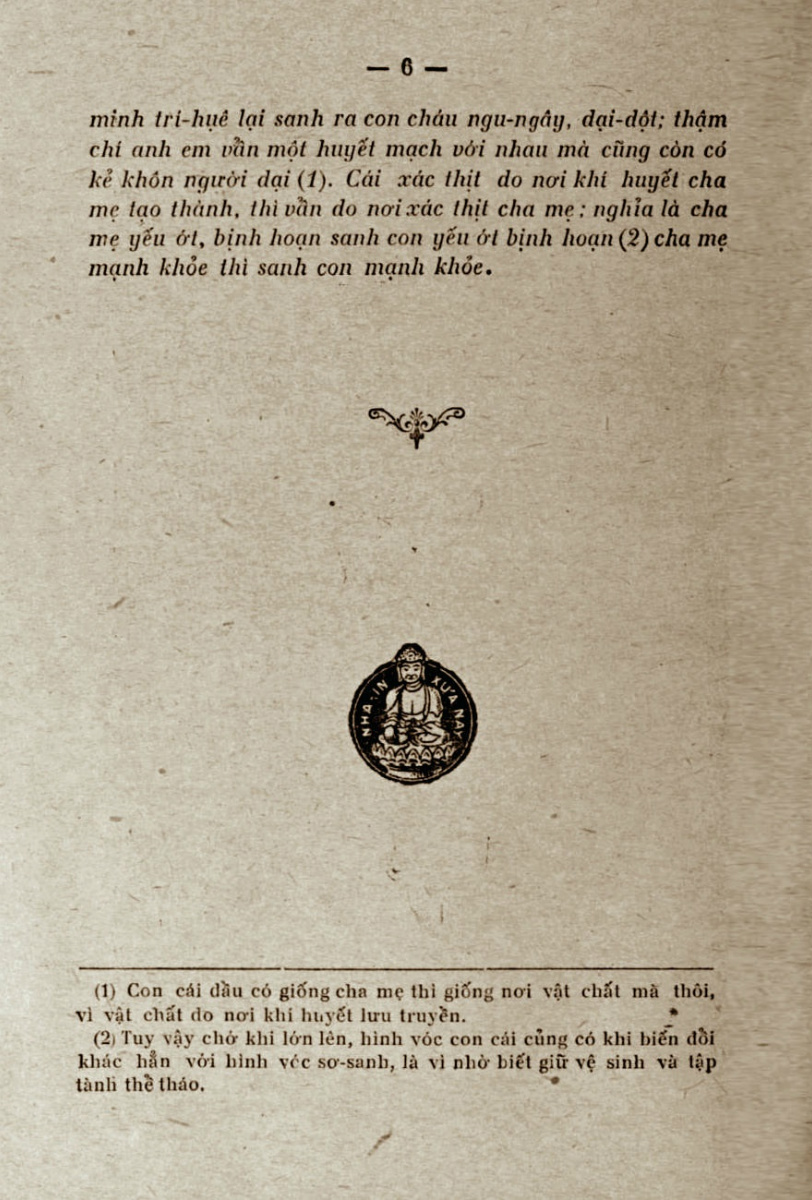 — 6 —
minh trí-huệ lại sanh ra con cháu ngu-ngây, dại-dột; thậm
chí anh em vẫn một huyết mạch với nhau mà cũng còn có
kẻ khôn người dại (1). Cái xác thịt do nơi khí huyết cha
mẹ tạo thành, thì vẫn do nơi xác thịt cha mẹ; nghĩa là cha
mẹ yếu ớt, bịnh hoạn sanh con yếu ớt bịnh hoạn (2) cha mẹ
mạnh khỏe thì sanh con mạnh khỏe.
NHÀ-IN XƯA NAY
(1) Con cái dầu có giống cha mẹ thì giống nơi vật chất mà thôi,
vì vật chất do nơi khí huyết lưu truyền.
(2) Tuy vậy chớ khi lớn lên, hình vóc con cái củng có khi biến đổi
khác hẳn với hình vóc sơ-sanh, là vì nhờ biết giữ vệ sinh và tập
tành thể thảo.